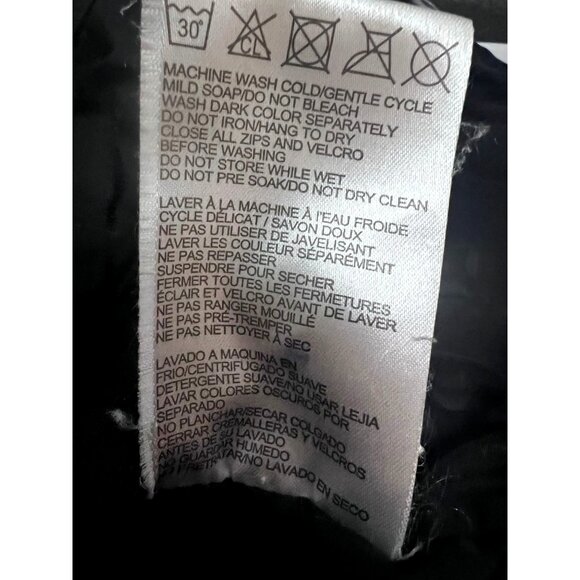 30°
CL
MACHINE WASH COLD/GENTLE CYCLE
MILD SOAP/DO NOT BLEACH
WASH DARK COLOR SEPARATELY
DO NOT IRON/HANG TO DRY
CLOSE ALL ZIPS AND VELCRO
BEFORE WASHING
DO NOT STORE WHILE WET
DO NOT PRE SOAK/DO NOT DRY CLEAN
LAVER À LA MACHINE À l'EAU FROIDE
CYCLE DÉLICAT / SAVON DOUX
NE PAS UTILISER DE JAVELISANT
LAVER LES COULEUR SÉPARÉMENT
NE PAS REPASSER
SUSPENDRE POUR SECHER
FERMER TOUTES LES FERMETURES
ÉCLAIR ET VELCRO AVANT DE LAVER
NE PAS RANGER MOUILLÉ
NE PAS PRÉ-TREMPER
NE PAS NETTOYER À SEC
LAVADO A MAQUINA EN
FRIO/CENTRIFUGADO SUAVE
DETERGENTE SUAVE/NO USAR LEJIA
LAVAR COLORES OSCUROS POR
SEPARADO
NO PLANCHAR/SECAR COLGADO
CERRAR CREMALLERAS Y VELCROS
ANTES DE SU LAVADO
NO GUARDAR HUMEDO
PRETRATAR/NO LAVADO EN SECO